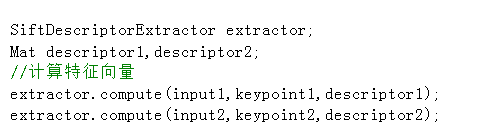 SiftDescriptorExtractor extractor;
Mat descriptor1,descriptor2;
//计算特征向量
extractor.compute(input1,keypoint1,descriptor1);
extractor.compute(input2,keypoint2,descriptor2);